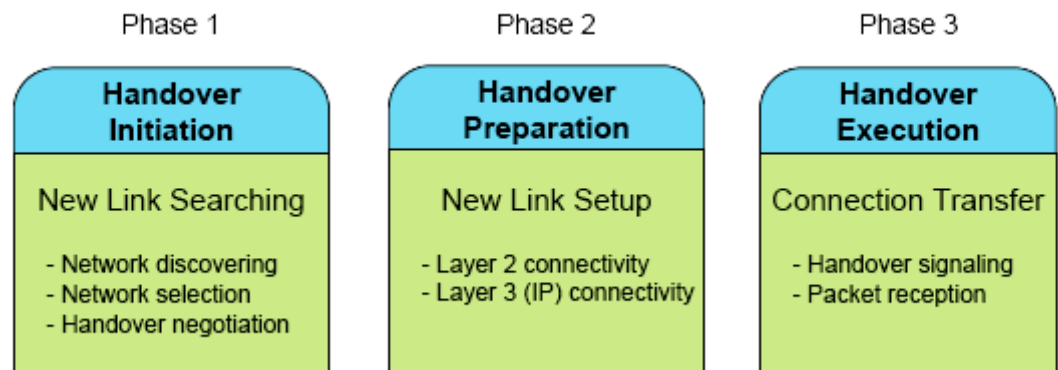 Phase 1
Handover
Initiation
New Link Searching
- Network discovering
- Network selection
- Handover negotiation
Phase 2
Handover
Preparation
New Link Setup
- Layer 2 connectivity
- Layer 3 (IP) connectivity
Phase 3
Handover
Execution
Connection Transfer
- Handover signaling
- Packet reception